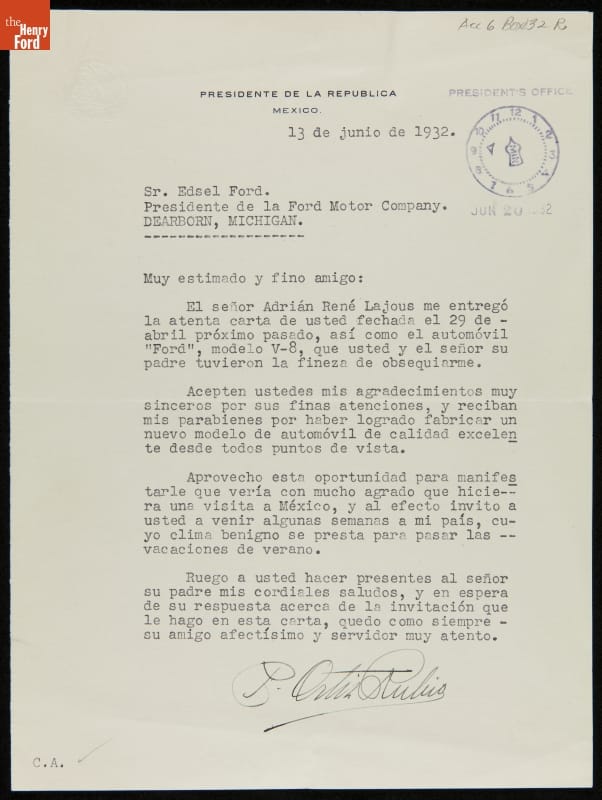 the
Henry
Ford
Acc 6 Box 32
PRESIDENTE DE LA REPUBLICA
MEXICO.
PRESIDENT'S OFFICE
13 de junio de 1932.
JUN 20 1932
Sr. Edsel Ford.
Presidente de la Ford Motor Company.
DEARBORN, MICHIGAN.
-------------------
Muy estimado y fino amigo:
El señor Adrián René Lajous me entregó
la atenta carta de usted fechada el 29 de -
abril próximo pasado, así como el automóvil
"Ford", modelo V-8, que usted y el señor su
padre tuvieron la fineza de obsequiarme.
Acepten ustedes mis agradecimientos muy
sinceros por sus finas atenciones, y reciban
mis parabienes por haber logrado fabricar un
nuevo modelo de automóvil de calidad excelen
te desde todos puntos de vista.
Aprovecho esta oportunidad para manifes
tarle que vería con mucho agrado que hicie--
ra una visita a México, y al efecto invito a
usted a venir algunas semanas a mi país, cu-
yo clima benigno se presta para pasar las --
vacaciones de verano.
Ruego a usted hacer presentes al señor
su padre mis cordiales saludos, y en espera
de su respuesta acerca de la invitación que
le hago en esta carta, quedo como siempre -
su amigo afectísimo y servidor muy atento.
P. Ortiz Rubio
C.A.